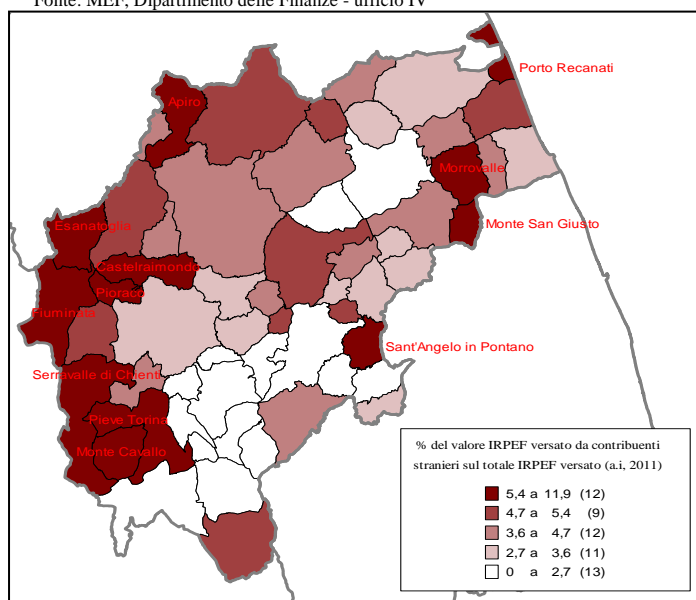 Fonte: MEF, Dipartimento delle Finanze - ufficio IV
Porto Recanati
Apiro
Morrovalle
Monte San Giusto
Esanatoglia
Castelraimondo
Pioraco
Fiuminata
Sant'Angelo in Pontano
Serravalle di Chienti
Pieve Torina
Monte Cavallo
% del valore IRPEF versato da contribuenti
stranieri sul totale IRPEF versato (a.i, 2011)
5,4 a 11,9 (12)
4,7 a 5,4 (9)
3,6 a 4,7 (12)
2,7 a 3,6 (11)
0 a 2,7 (13)